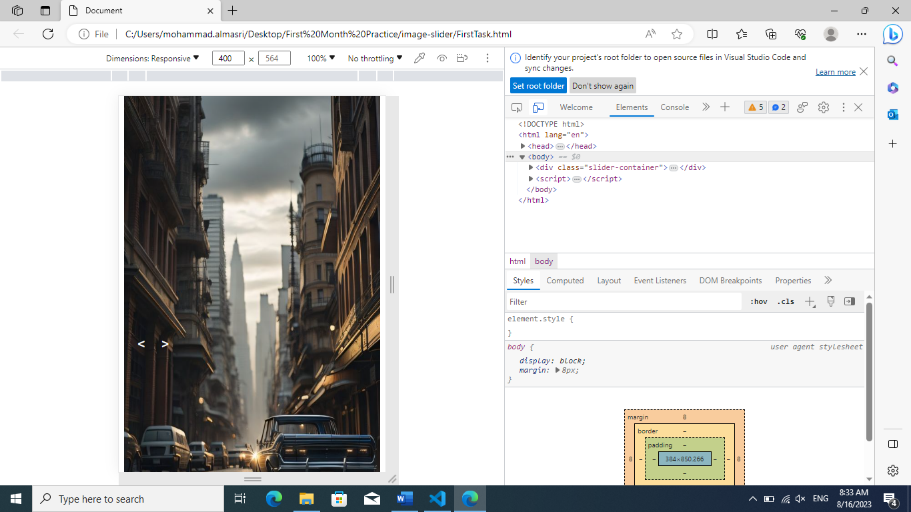 Document
File
C:/Users/mohammad.almasri/Desktop/First%20Month%20Practice/image-slider/FirstTask.html
Dimensions: Responsive
400 × 564
100%
No throttling
Identify your project's root folder to open source files in Visual Studio Code and
sync changes.
Learn more
Set root folder
Don't show again
Welcome
Elements
Console
5
2
<!DOCTYPE html>
<html lang="en">
<head></head>
<body> == $0
<div class="slider-container"></div>
<script></script>
</body>
</html>
html
body
Styles
Computed
Layout
Event Listeners
DOM Breakpoints
Properties
Filter
:hov
.cls
element.style {
}
body {
user agent stylesheet
display: block;
margin: 8px;
}
margin 8
border –
padding –
8 – – 384×850.266 – – 8
–
< >
Type here to search
ENG
8:33 AM
8/16/2023
4